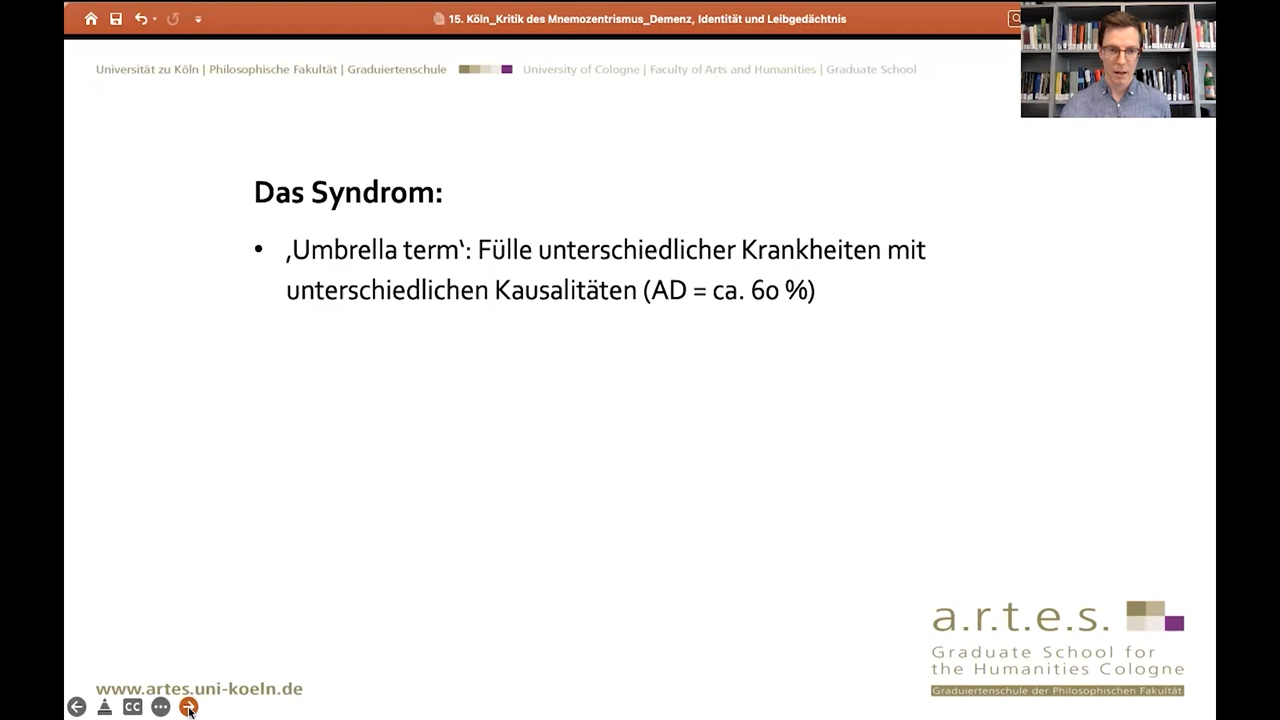 15. Köln_Kritik des Mnemozentrismus_Demenz, Identität und Leibgedächtnis
Universität zu Köln | Philosophische Fakultät | Graduiertenschule
University of Cologne | Faculty of Arts and Humanities | Graduate School
Das Syndrom:
• ‚Umbrella term‘: Fülle unterschiedlicher Krankheiten mit
unterschiedlichen Kausalitäten (AD = ca. 60 %)
a.r.t.e.s.
Graduate School for
the Humanities Cologne
Graduiertenschule der Philosophischen Fakultät
www.artes.uni-koeln.de
CC